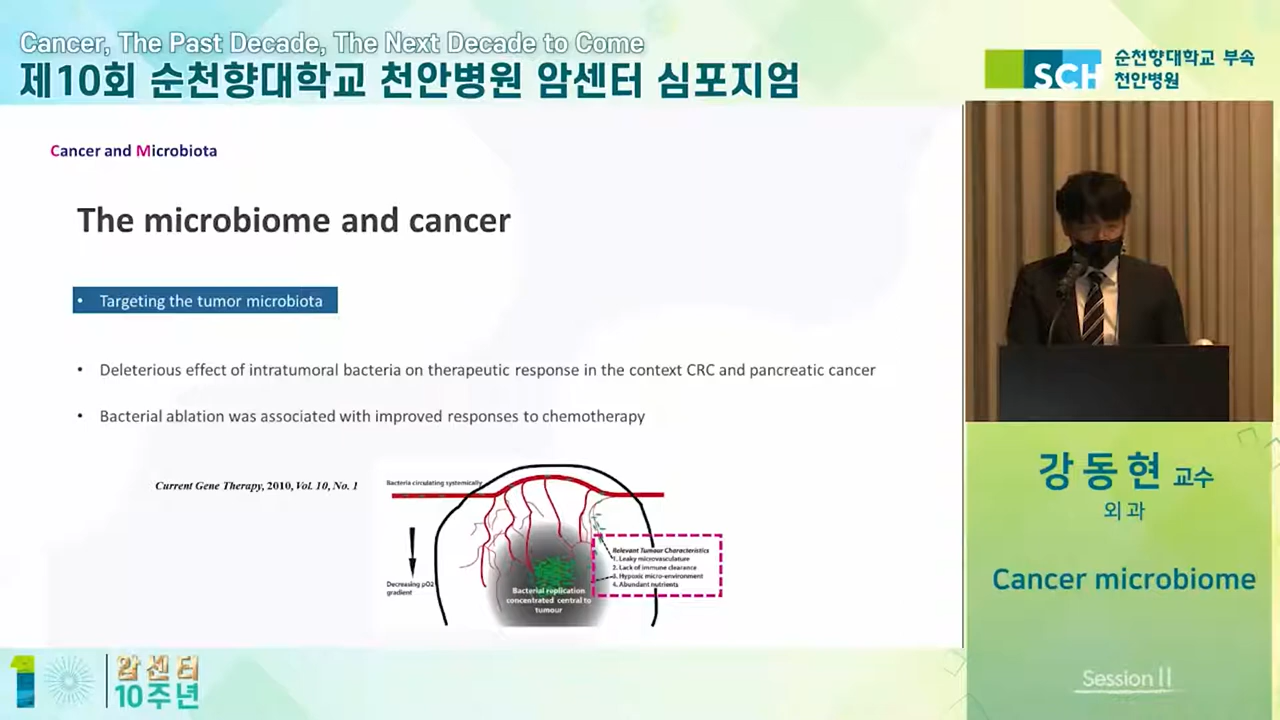 Cancer, The Past Decade, The Next Decade to Come
제10회 순천향대학교 천안병원 암센터 심포지엄
SCH
순천향대학교 부속
천안병원
Cancer and Microbiota
The microbiome and cancer
• Targeting the tumor microbiota
• Deleterious effect of intratumoral bacteria on therapeutic response in the context CRC and pancreatic cancer
• Bacterial ablation was associated with improved responses to chemotherapy
Current Gene Therapy, 2010, Vol. 10, No. 1
Bacteria circulating systemically
Decreasing pO2
gradient
Bacterial replication
concentrated central to
tumour
Relevant Tumour Characteristics
1. Leaky microvasculature
2. Lack of immune clearance
3. Hypoxic micro-environment
4. Abundant nutrients
강동현 교수
외과
Cancer microbiome
Session II
1
암센터
10주년